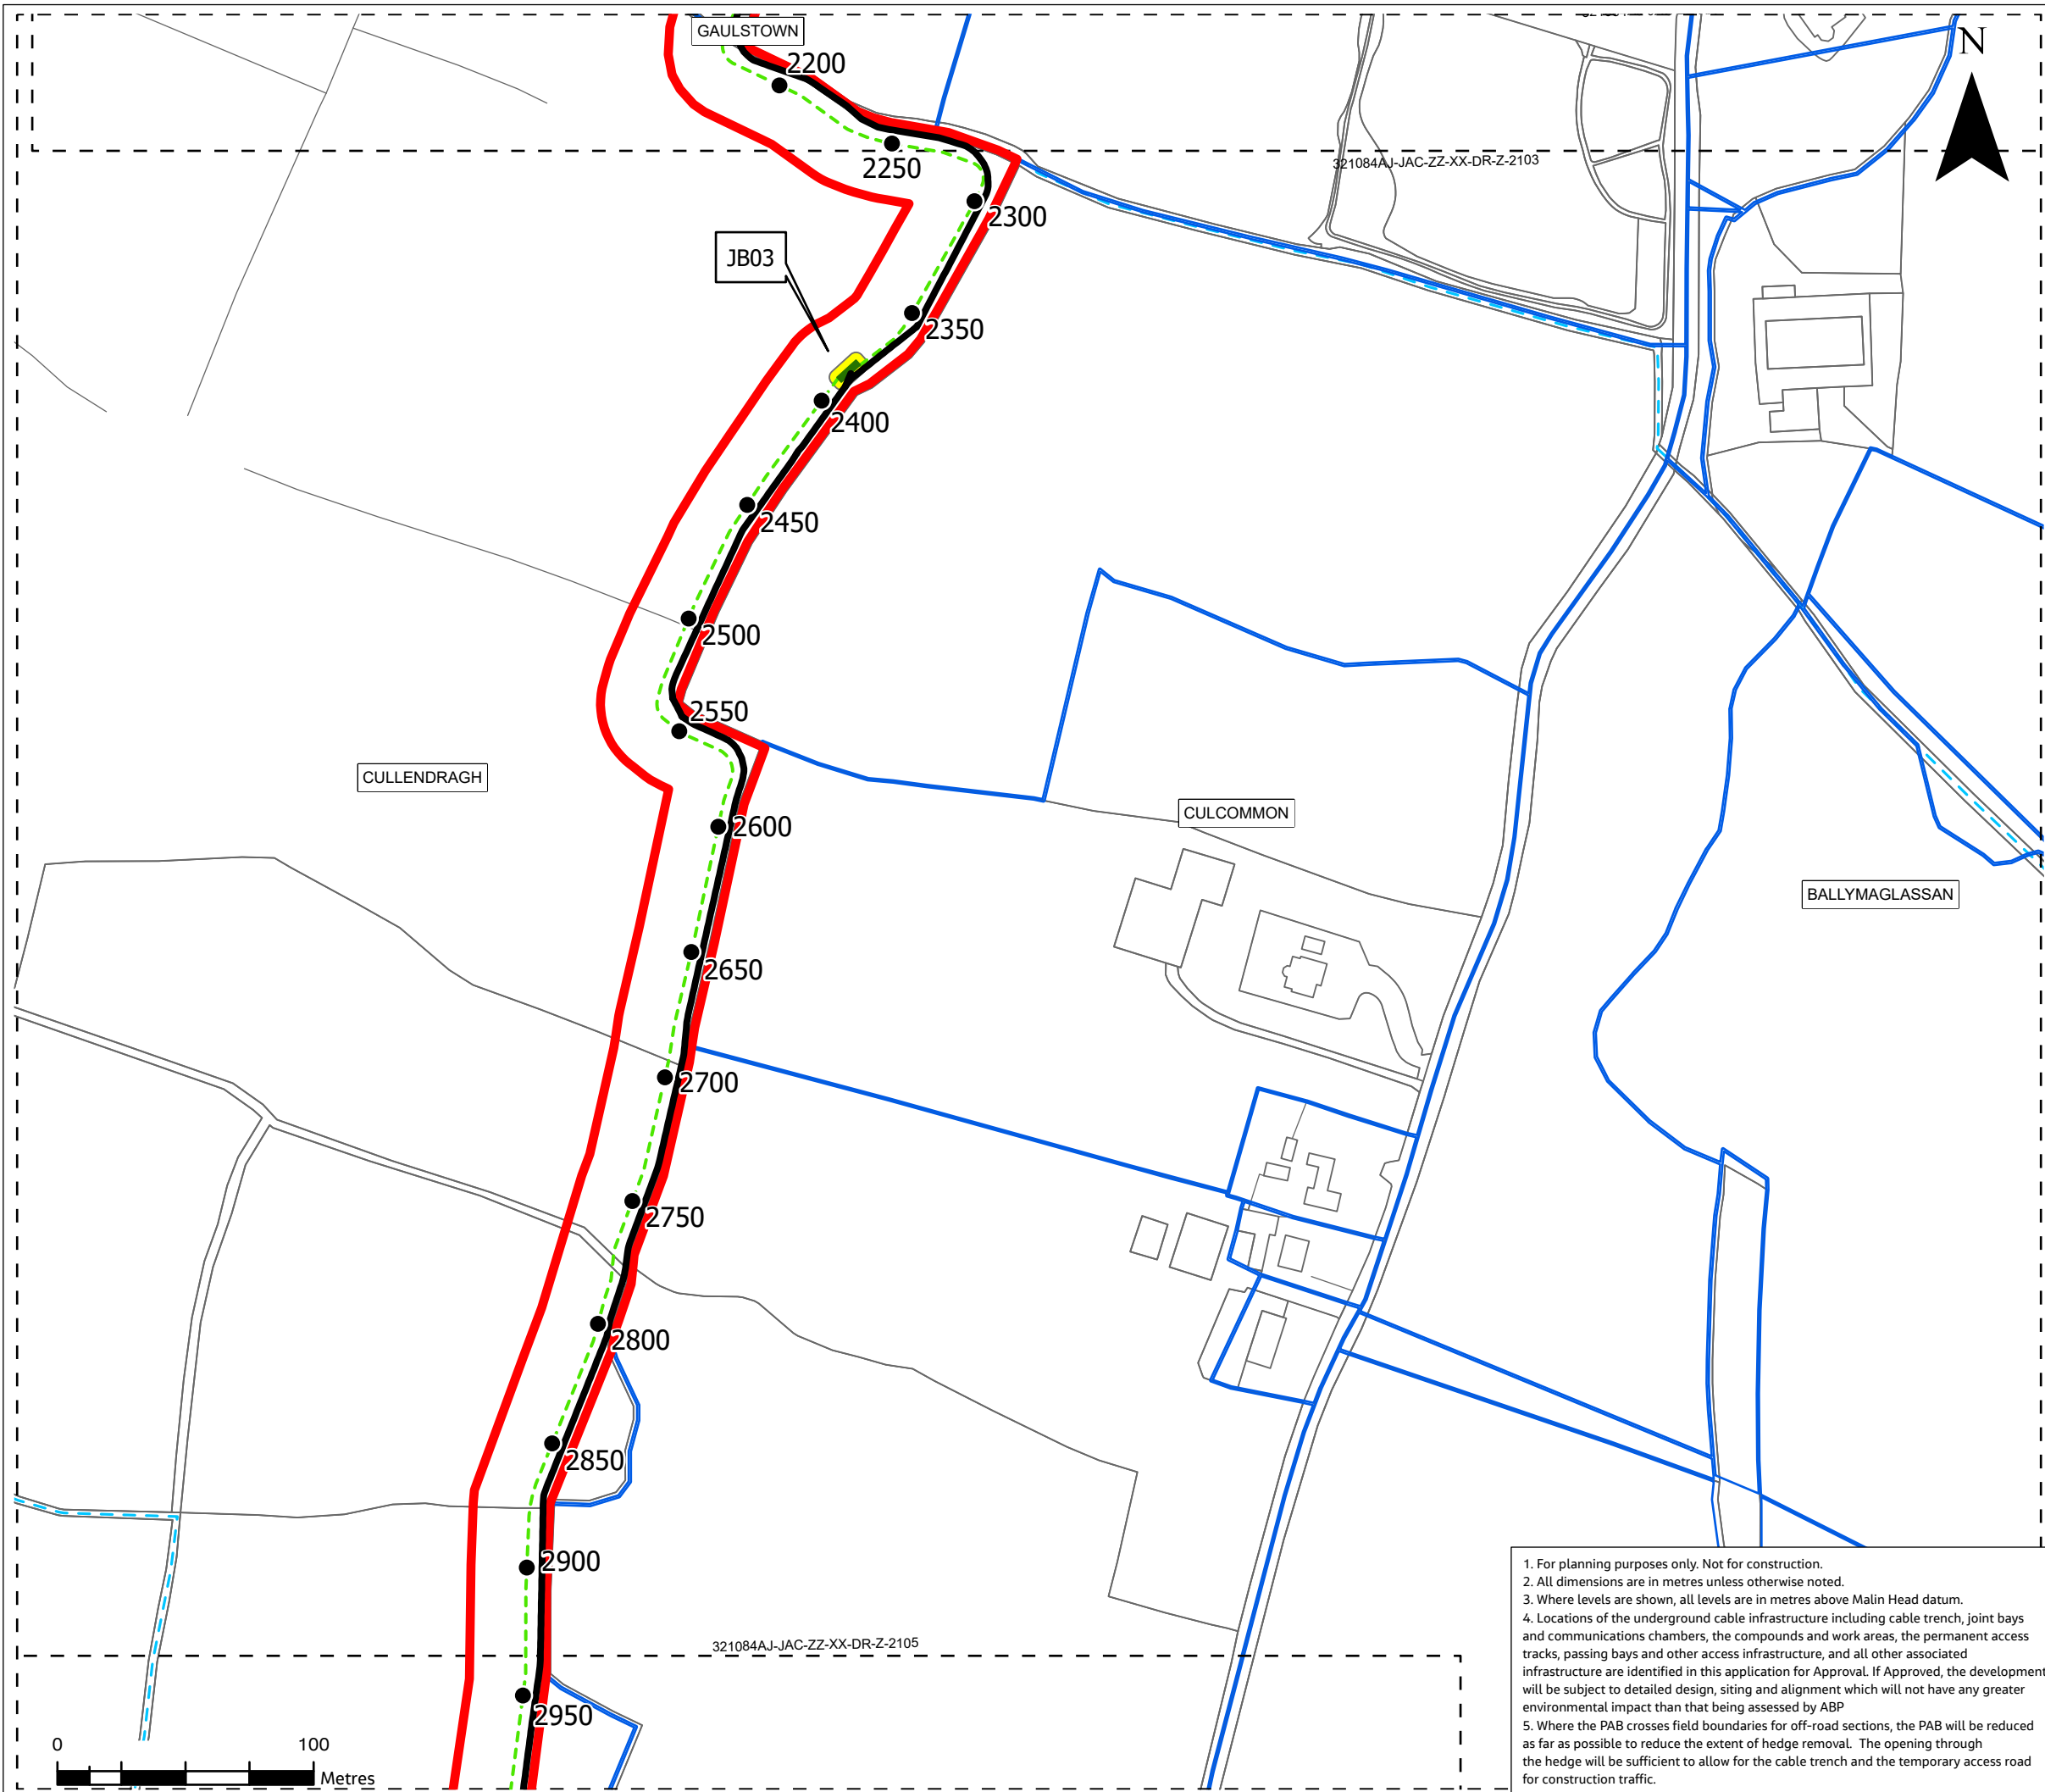 GAULSTOWN
N
2200
2250
321084AJ-JAC-ZZ-XX-DR-Z-2103
2300
JB03
2350
2400
2450
2500
2550
CULLENDRAGH
CULCOMMON
2600
BALLYMAGLASSAN
2650
2700
2750
2800
2850
2900
321084AJ-JAC-ZZ-XX-DR-Z-2105
2950
0 100
Metres
1. For planning purposes only. Not for construction.
2. All dimensions are in metres unless otherwise noted.
3. Where levels are shown, all levels are in metres above Malin Head datum.
4. Locations of the underground cable infrastructure including cable trench, joint bays
and communications chambers, the compounds and work areas, the permanent access
tracks, passing bays and other access infrastructure, and all other associated
infrastructure are identified in this application for Approval. If Approved, the development
will be subject to detailed design, siting and alignment which will not have any greater
environmental impact than that being assessed by ABP
5. Where the PAB crosses field boundaries for off-road sections, the PAB will be reduced
as far as possible to reduce the extent of hedge removal. The opening through
the hedge will be sufficient to allow for the cable trench and the temporary access road
for construction traffic.